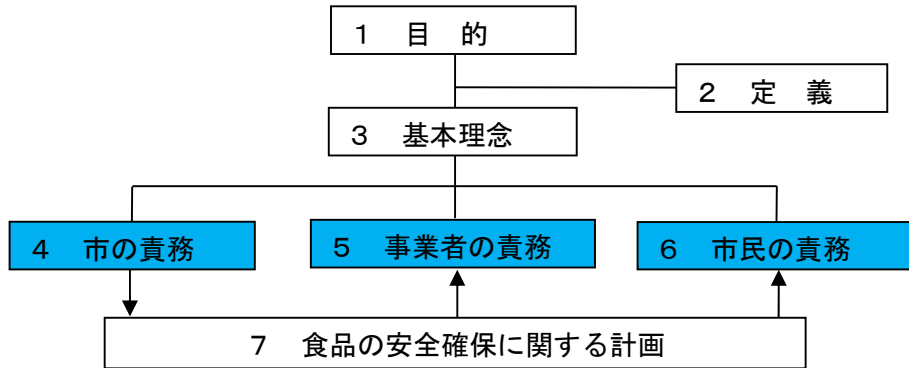 １　目　的
２　定　義
３　基本理念
４　市の責務
５　事業者の責務
６　市民の責務
７　食品の安全確保に関する計画